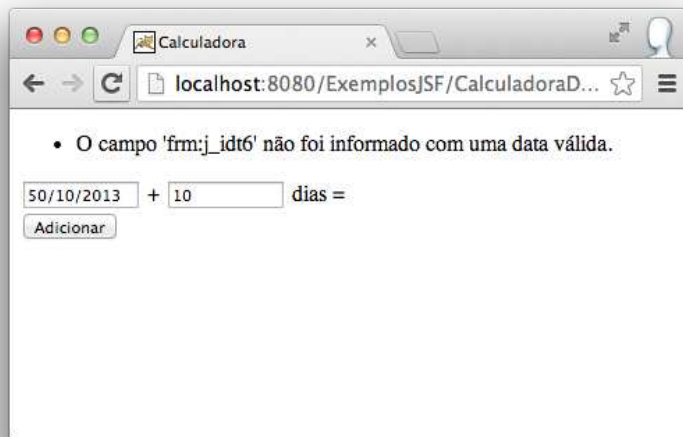 Calculadora
localhost:8080/ExemplosJSF/CalculadoraD...
• O campo 'frm:j_idt6' não foi informado com uma data válida.
50/10/2013 + 10 dias =
Adicionar